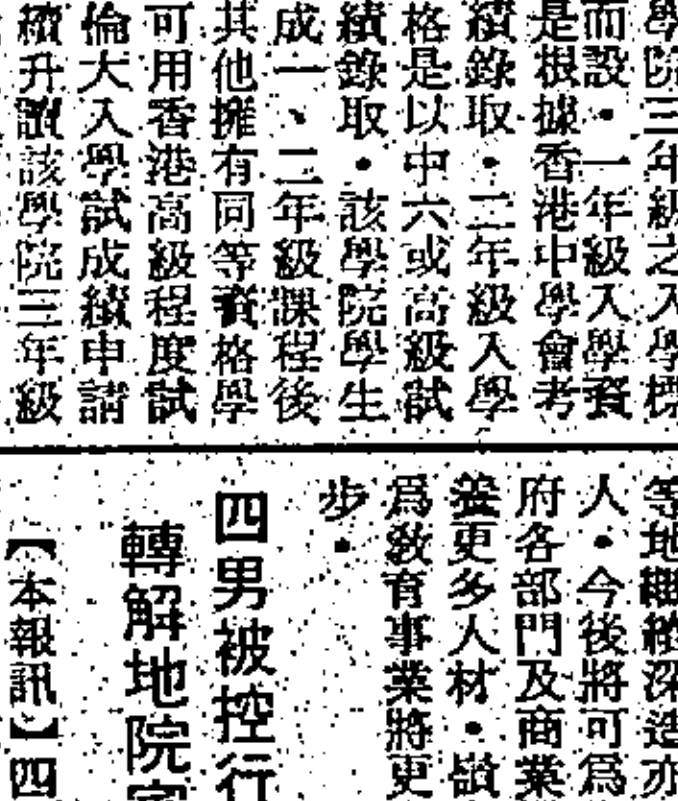 學院三年級之入學標
而設・一年級入學資
是根據香港中學會考
績錄取・二年級入學
格是以中六或高級試
績錄取・該學院學生
成一、二年級課程後
其他擁有同等資格學
可用香港高級程度試
倫大入學試成績申請
續升讀該學院三年級
等地繼續深造亦
人・今後將可爲
府各部門及商業
養更多人材・嶺
爲敎育事業將更
步・
四男被控行
轉解地院
【本報訊】四